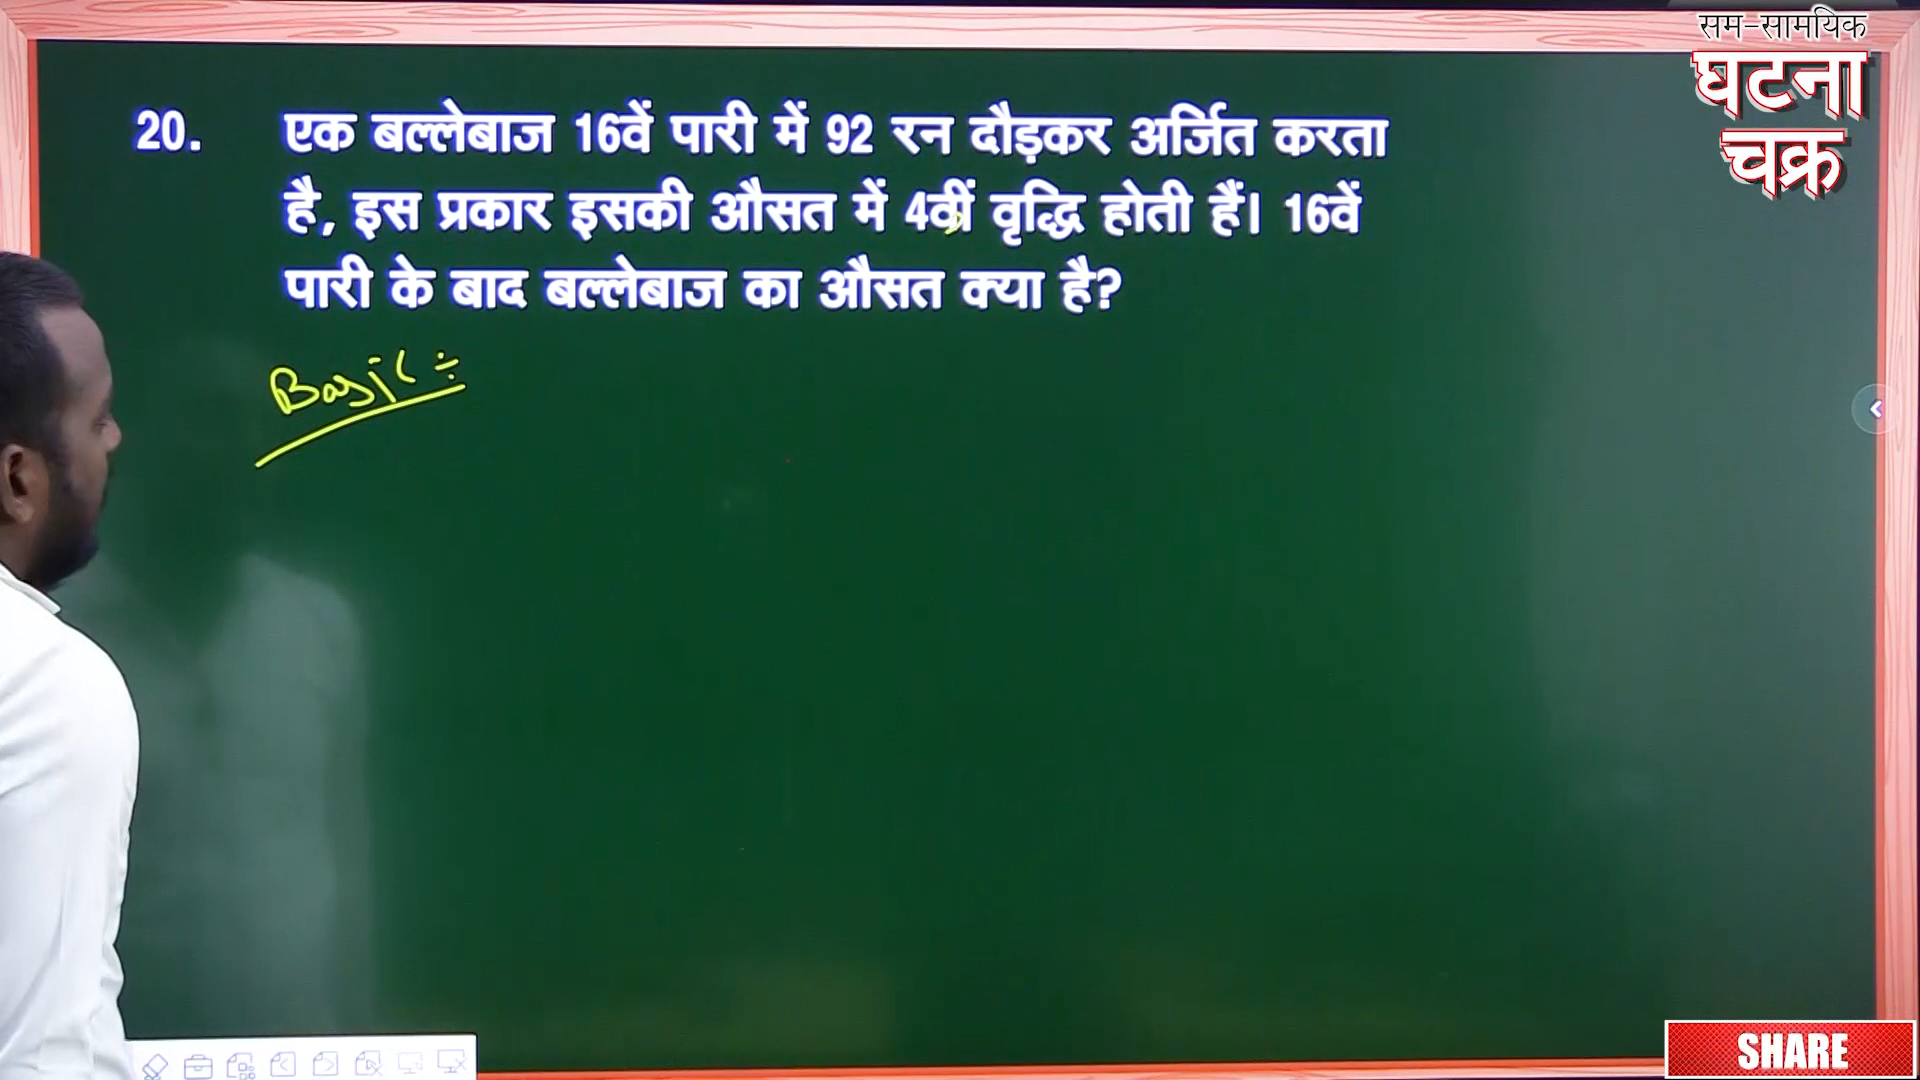 सम-सामयिक
घटना
चक्र
20. एक बल्लेबाज 16वें पारी में 92 रन दौड़कर अर्जित करता
है, इस प्रकार इसकी औसत में 4वीं वृद्धि होती हैं। 16वें
पारी के बाद बल्लेबाज का औसत क्या है?
Basic :-
SHARE